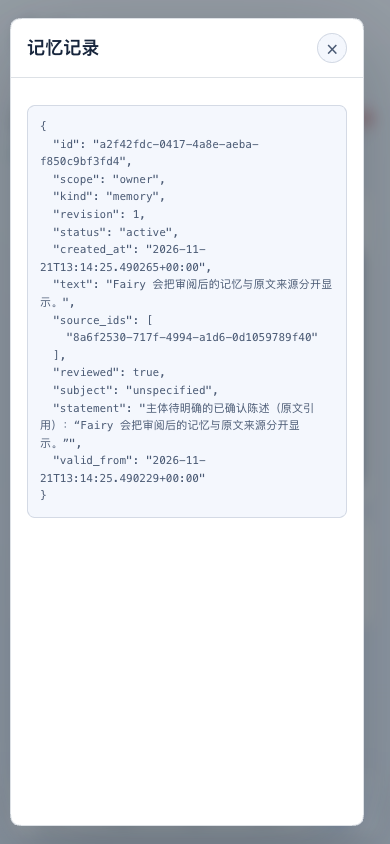 记忆记录
×
{
  "id": "a2f42fdc-0417-4a8e-aeba-
f850c9bf3fd4",
  "scope": "owner",
  "kind": "memory",
  "revision": 1,
  "status": "active",
  "created_at": "2026-11-
21T13:14:25.490265+00:00",
  "text": "Fairy 会把审阅后的记忆与原文来源分开显
示。",
  "source_ids": [
    "8a6f2530-717f-4994-a1d6-0d1059789f40"
  ],
  "reviewed": true,
  "subject": "unspecified",
  "statement": "主体待明确的已确认陈述（原文引
用）：“Fairy 会把审阅后的记忆与原文来源分开显
示。”",
  "valid_from": "2026-11-
21T13:14:25.490229+00:00"
}